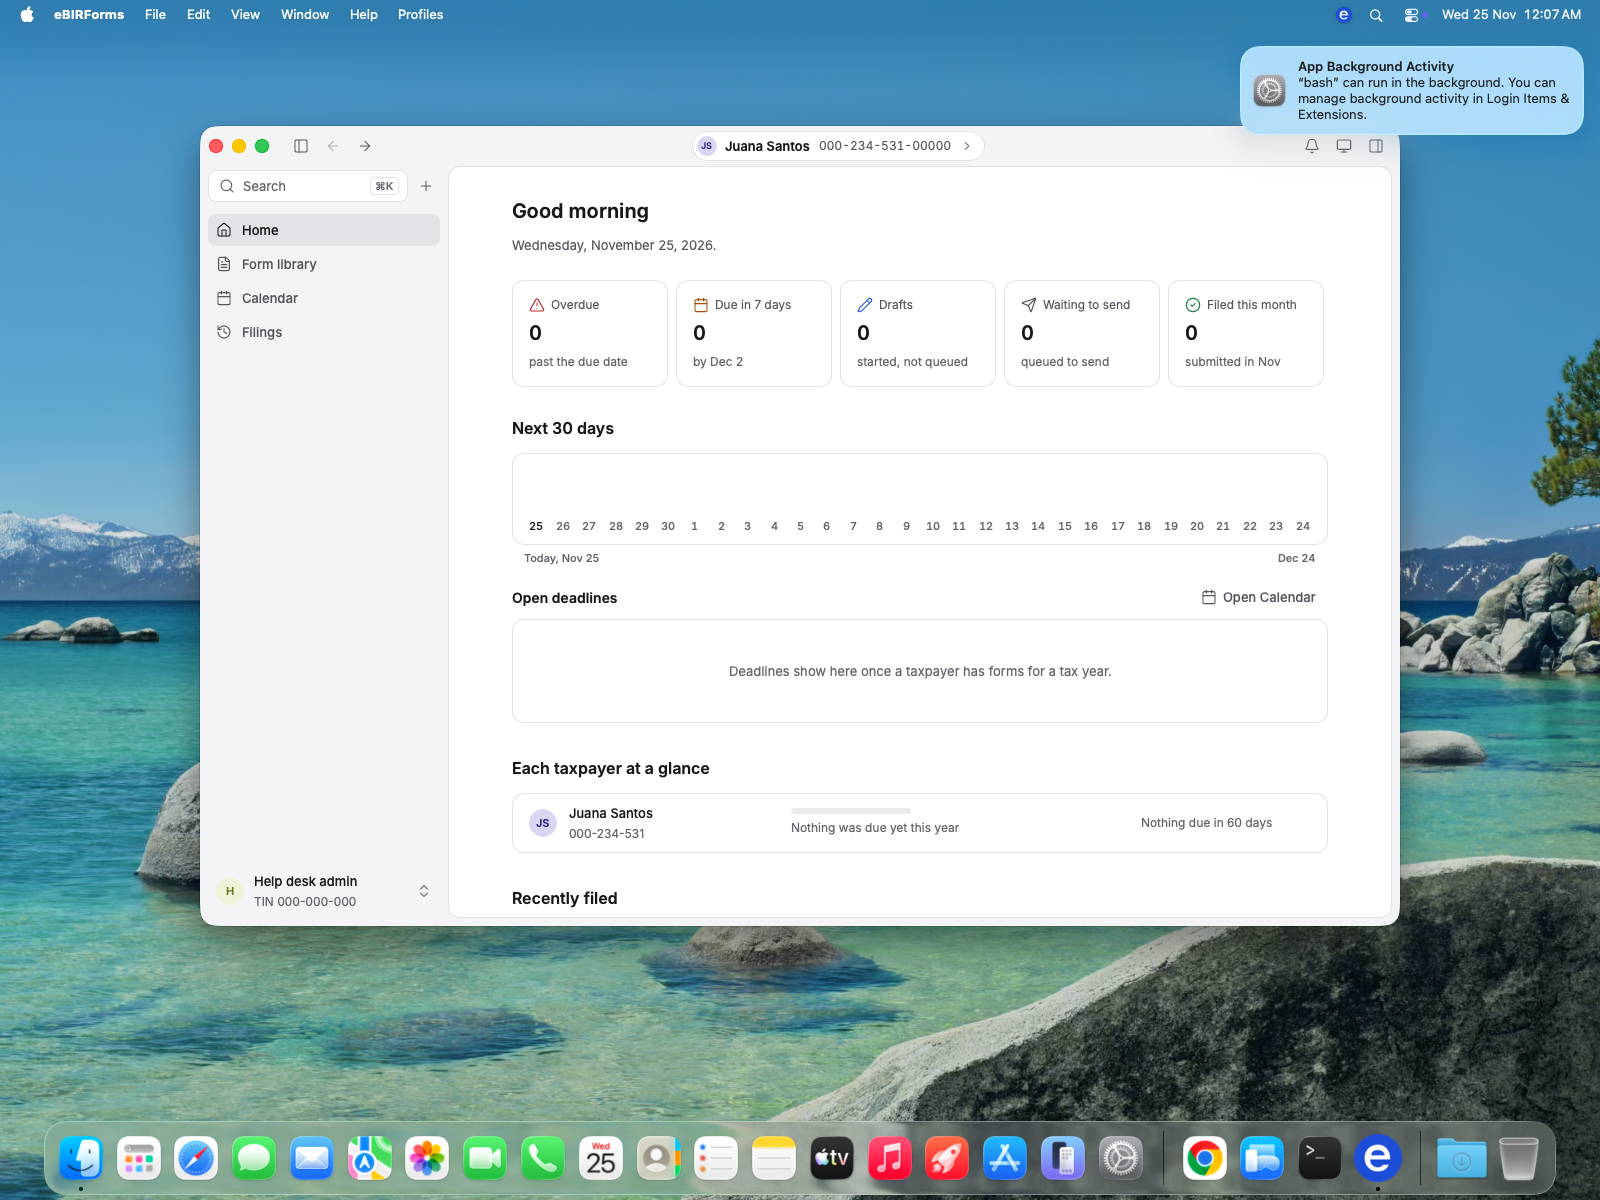 eBIRForms File Edit View Window Help Profiles
e Wed 25 Nov 12:07 AM
App Background Activity
“bash” can run in the background. You can
manage background activity in Login Items &
Extensions.
JS Juana Santos 000-234-531-00000
Search ⌘K
Home
Form library
Calendar
Filings
Good morning
Wednesday, November 25, 2026.
Overdue
0
past the due date
Due in 7 days
0
by Dec 2
Drafts
0
started, not queued
Waiting to send
0
queued to send
Filed this month
0
submitted in Nov
Next 30 days
25 26 27 28 29 30 1 2 3 4 5 6 7 8 9 10 11 12 13 14 15 16 17 18 19 20 21 22 23 24
Today, Nov 25 Dec 24
Open deadlines Open Calendar
Deadlines show here once a taxpayer has forms for a tax year.
Each taxpayer at a glance
JS
Juana Santos
000-234-531
Nothing was due yet this year
Nothing due in 60 days
Recently filed
H
Help desk admin
TIN 000-000-000
Wed
25
tv
>_
e